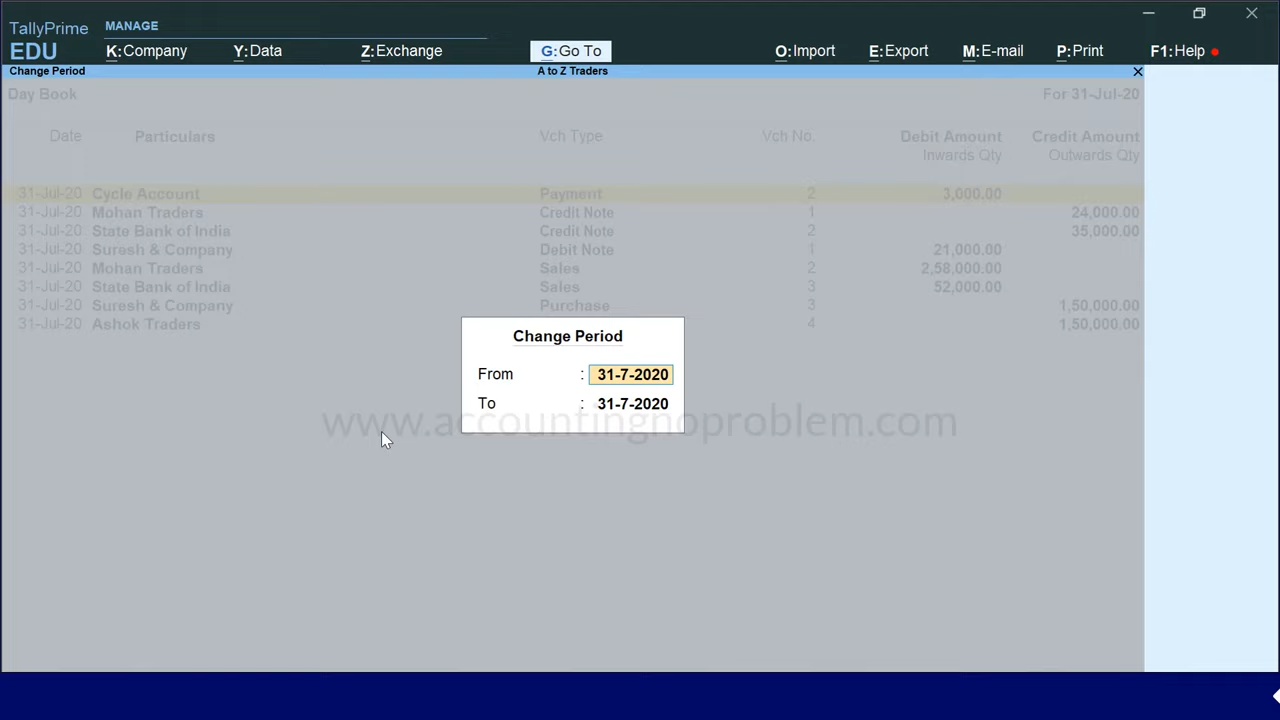 TallyPrime MANAGE
EDU K:Company Y:Data Z:Exchange G:Go To O:Import E:Export M:E-mail P:Print F1:Help
Change Period A to Z Traders
Day Book For 31-Jul-20
Date Particulars Vch Type Vch No. Debit Amount Credit Amount
Inwards Qty Outwards Qty
31-Jul-20 Cycle Account Payment 2 3,000.00
31-Jul-20 Mohan Traders Credit Note 1 24,000.00
31-Jul-20 State Bank of India Credit Note 2 35,000.00
31-Jul-20 Suresh & Company Debit Note 1 21,000.00
31-Jul-20 Mohan Traders Sales 2 2,58,000.00
31-Jul-20 State Bank of India Sales 3 52,000.00
31-Jul-20 Suresh & Company Purchase 3 1,50,000.00
31-Jul-20 Ashok Traders 4 1,50,000.00
Change Period
From : 31-7-2020
To : 31-7-2020
www.accountingnoproblem.com